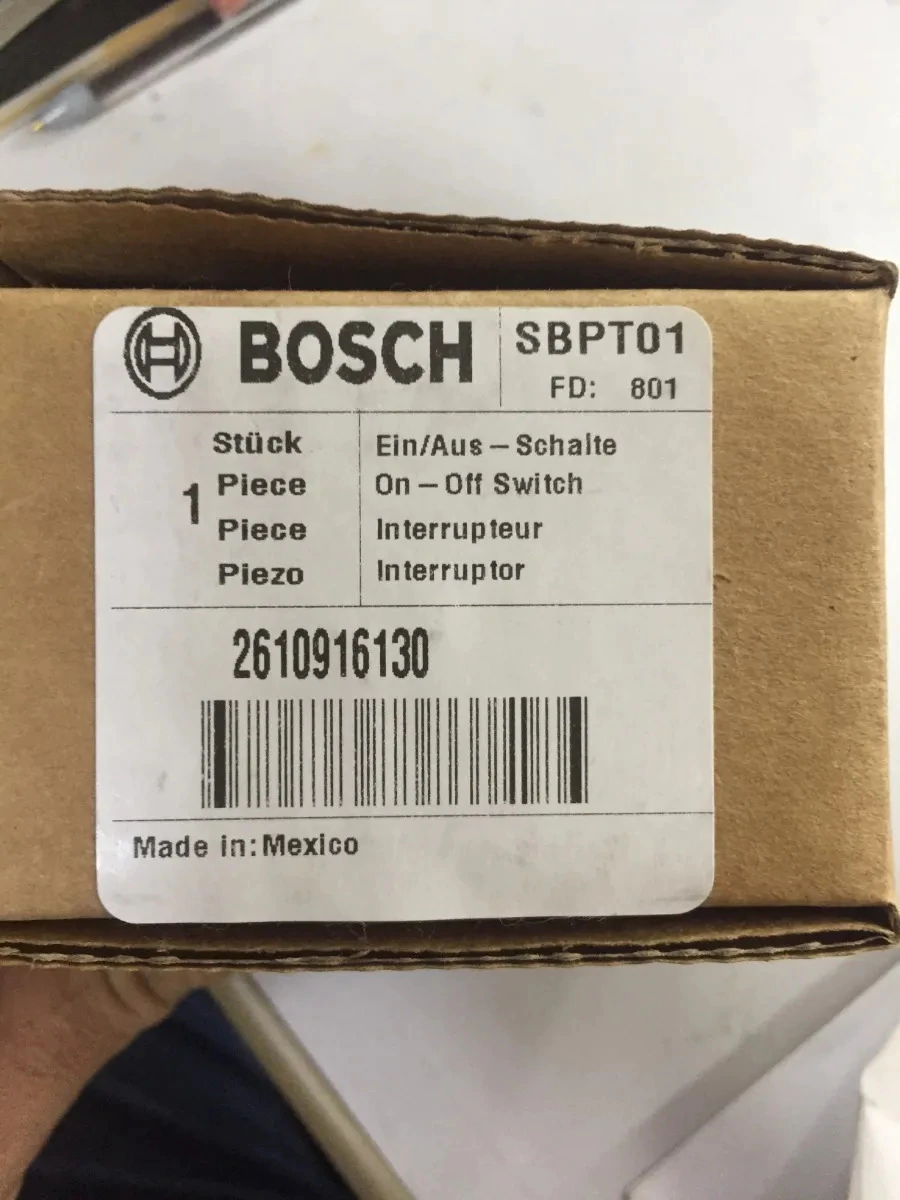 BOSCH
SBPT01
FD: 801
1
Stück
Piece
Piece
Piezo
Ein/Aus – Schalte
On – Off Switch
Interrupteur
Interruptor
2610916130
Made in: Mexico